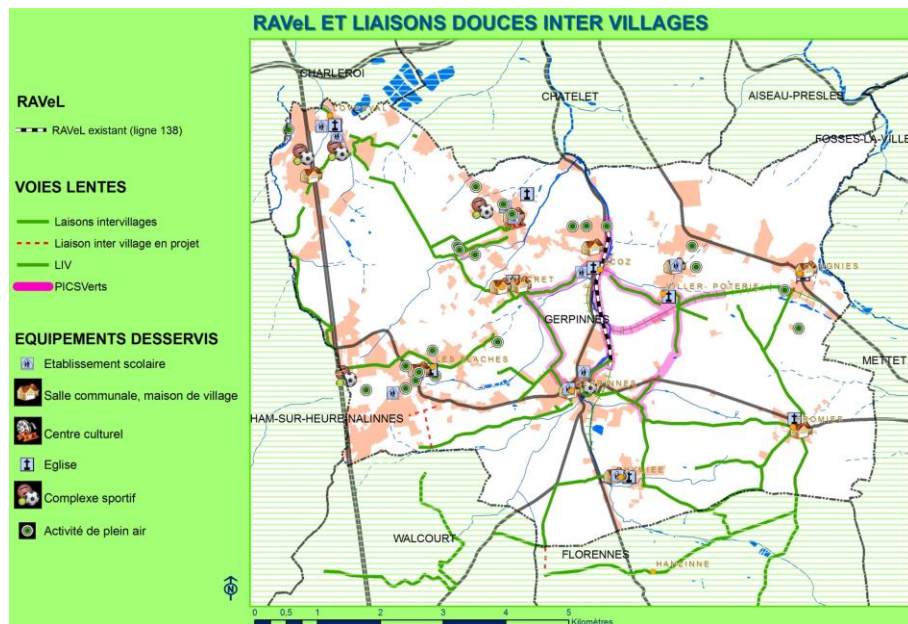 RAVeL ET LIAISONS DOUCES INTER VILLAGES
RAVeL
RAVeL existant (ligne 138)
VOIES LENTES
Laisons intervillages
Liaison inter village en projet
LIV
PICSVerts
EQUIPEMENTS DESSERVIS
Etablissement scolaire
Salle communale, maison de village
Centre culturel
Eglise
Complexe sportif
Activité de plein air
CHARLEROI
CHATELET
AISEAU-PRESLES
FOSSES-LA-VILLE
VILLER-POTERIE
GERPINNES
METTET
LES FLACHES
HAM-SUR-HEURE-NALINNES
WALCOURT
FLORENNES
HANZINNE
N
0 0,5 1 2 3 4 5
Kilomètres